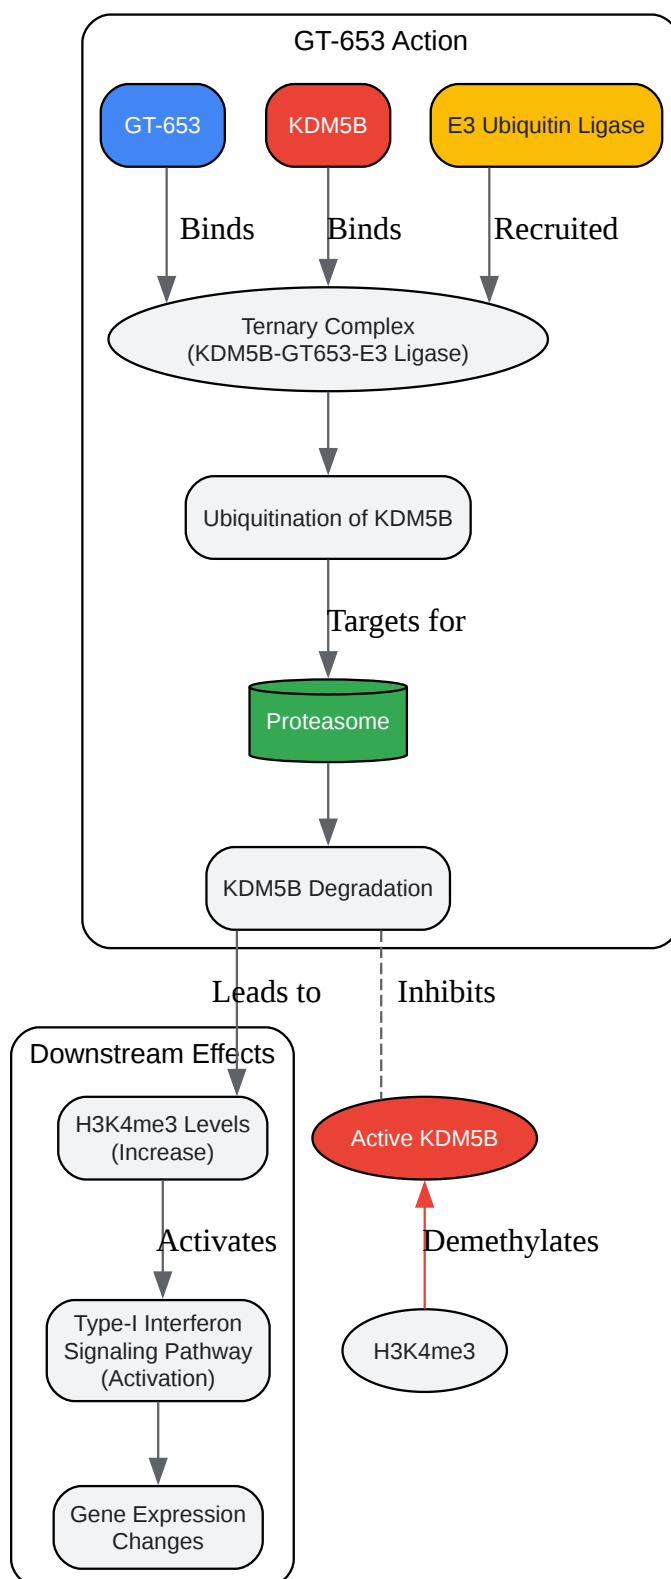 GT-653 Action
GT-653
KDM5B
E3 Ubiquitin Ligase
Binds
Binds
Recruited
Ternary Complex
(KDM5B-GT653-E3 Ligase)
Ubiquitination of KDM5B
Targets for
Proteasome
KDM5B Degradation
Leads to
Inhibits
Downstream Effects
H3K4me3 Levels
(Increase)
Active KDM5B
Activates
Demethylates
Type-I Interferon
Signaling Pathway
(Activation)
H3K4me3
Gene Expression
Changes